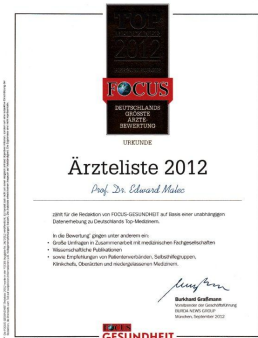 TOP
2012
FOCUS
DEUTSCHLANDS
GRÖSSTE
ÄRZTE-
BEWERTUNG
URKUNDE
Ärzteliste 2012
Prof. Dr. Edward Malec
zählt für die Redaktion von FOCUS-GESUNDHEIT auf Basis einer unabhängigen
Datenerhebung zu Deutschlands Top-Medizinern.
In die Bewertung gingen unter anderem ein:
• Große Umfragen in Zusammenarbeit mit medizinischen Fachgesellschaften
• Wissenschaftliche Publikationen
• sowie Empfehlungen von Patientenverbänden, Selbsthilfegruppen,
Klinikchefs, Oberärzten und niedergelassenen Medizinern.
Burkhard Graßmann
Vorsitzender der Geschäftsführung
BURDA NEWS GROUP
München, September 2012
FOCUS
GESUNDHEIT